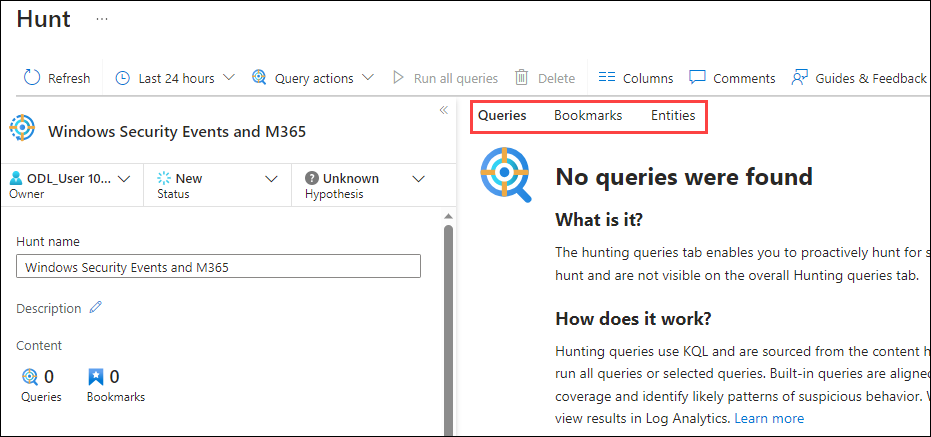 Hunt ...
Refresh Last 24 hours Query actions Run all queries Delete Columns Comments Guides & Feedback
Windows Security Events and M365
ODL_User 10... Owner
New Status
Unknown Hypothesis
Hunt name
Windows Security Events and M365
Description
Content
0 Queries
0 Bookmarks
Queries Bookmarks Entities
No queries were found
What is it?
The hunting queries tab enables you to proactively hunt for s
hunt and are not visible on the overall Hunting queries tab.
How does it work?
Hunting queries use KQL and are sourced from the content h
run all queries or selected queries. Built-in queries are aligned
coverage and identify likely patterns of suspicious behavior. W
view results in Log Analytics. Learn more